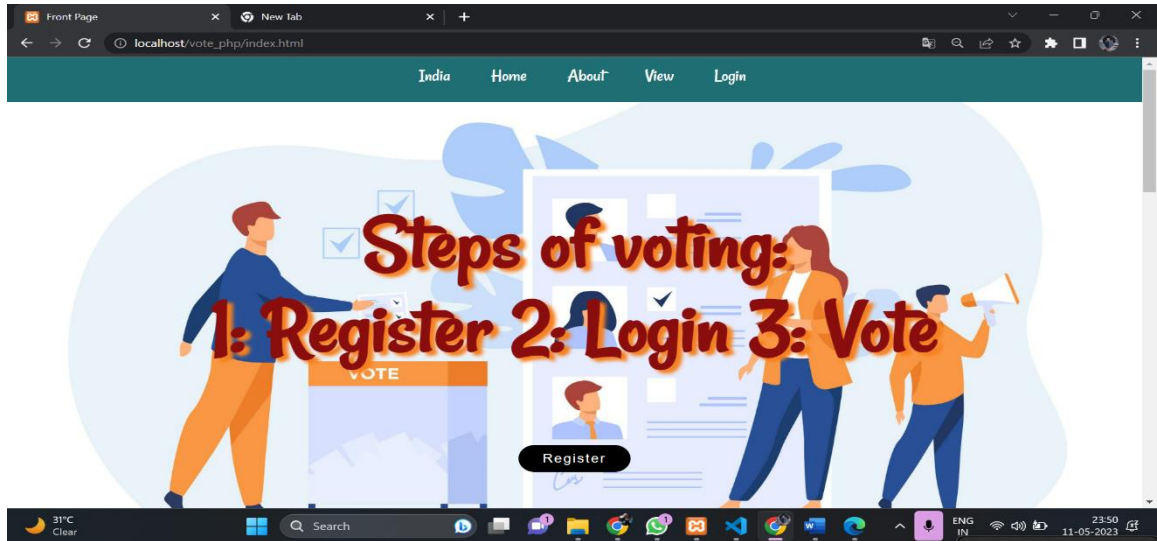 Front Page
New Tab
localhost/vote_php/index.html
India Home About View Login
Steps of voting:
1: Register 2: Login 3: Vote
VOTE
Register
31°C
Clear
Search
ENG
IN
23:50
11-05-2023